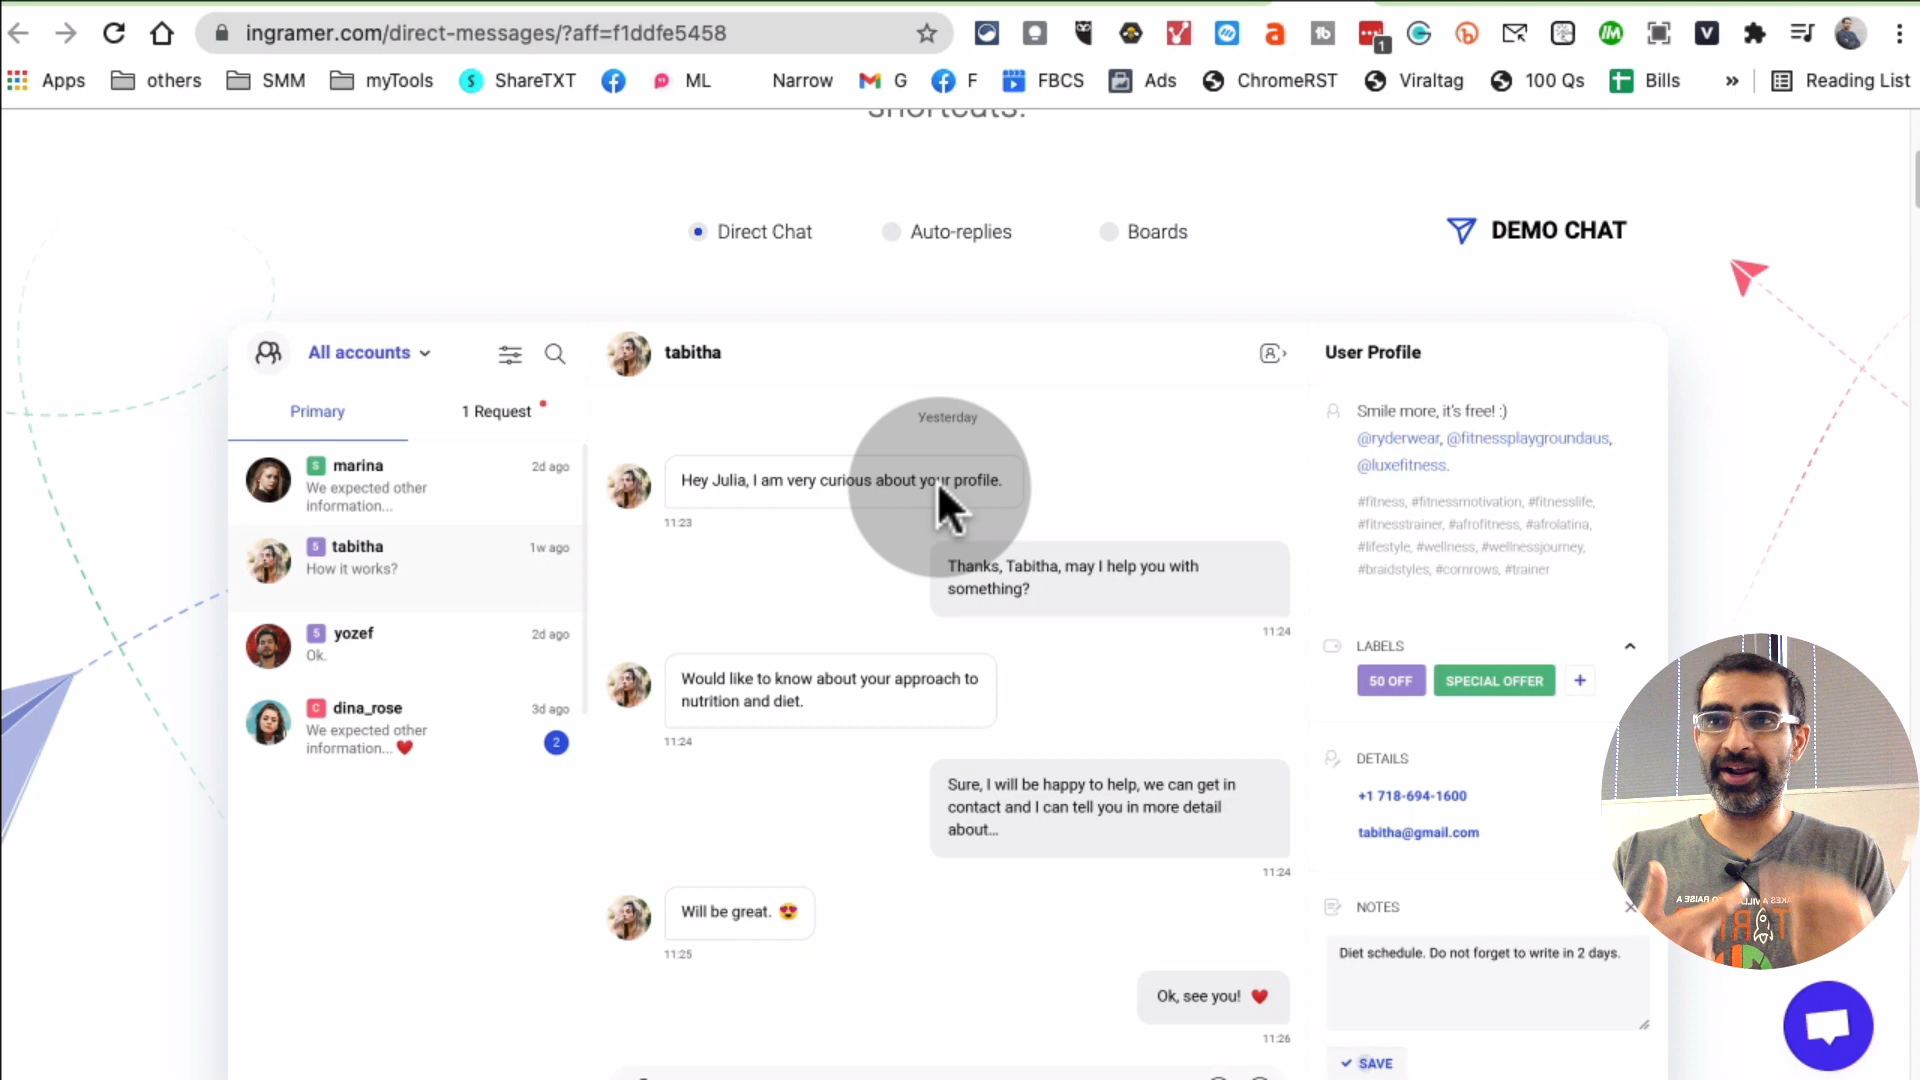 ingramer.com/direct-messages/?aff=f1ddfe5458
1
Apps
others
SMM
myTools
ShareTXT
ML
Narrow
G
F
FBCS
Ads
ChromeRST
Viraltag
100 Qs
Bills
»
Reading List
shortcuts.
Direct Chat
Auto-replies
Boards
DEMO CHAT
All accounts
Primary
1 Request
S marina
2d ago
We expected other
information...
S tabitha
1w ago
How it works?
S yozef
2d ago
Ok.
C dina_rose
3d ago
We expected other
information... ❤️
2
tabitha
Yesterday
Hey Julia, I am very curious about your profile.
11:23
Thanks, Tabitha, may I help you with
something?
11:24
Would like to know about your approach to
nutrition and diet.
11:24
Sure, I will be happy to help, we can get in
contact and I can tell you in more detail
about...
11:24
Will be great. 😍
11:25
Ok, see you! ❤️
11:26
User Profile
Smile more, it's free! :)
@ryderwear, @fitnessplaygroundaus,
@luxefitness.
#fitness, #fitnessmotivation, #fitnesslife,
#fitnesstrainer, #afrofitness, #afrolatina,
#lifestyle, #wellness, #wellnessjourney,
#braidstyles, #cornrows, #trainer
LABELS
50 OFF
SPECIAL OFFER
+
DETAILS
+1 718-694-1600
tabitha@gmail.com
NOTES
Diet schedule. Do not forget to write in 2 days.
SAVE